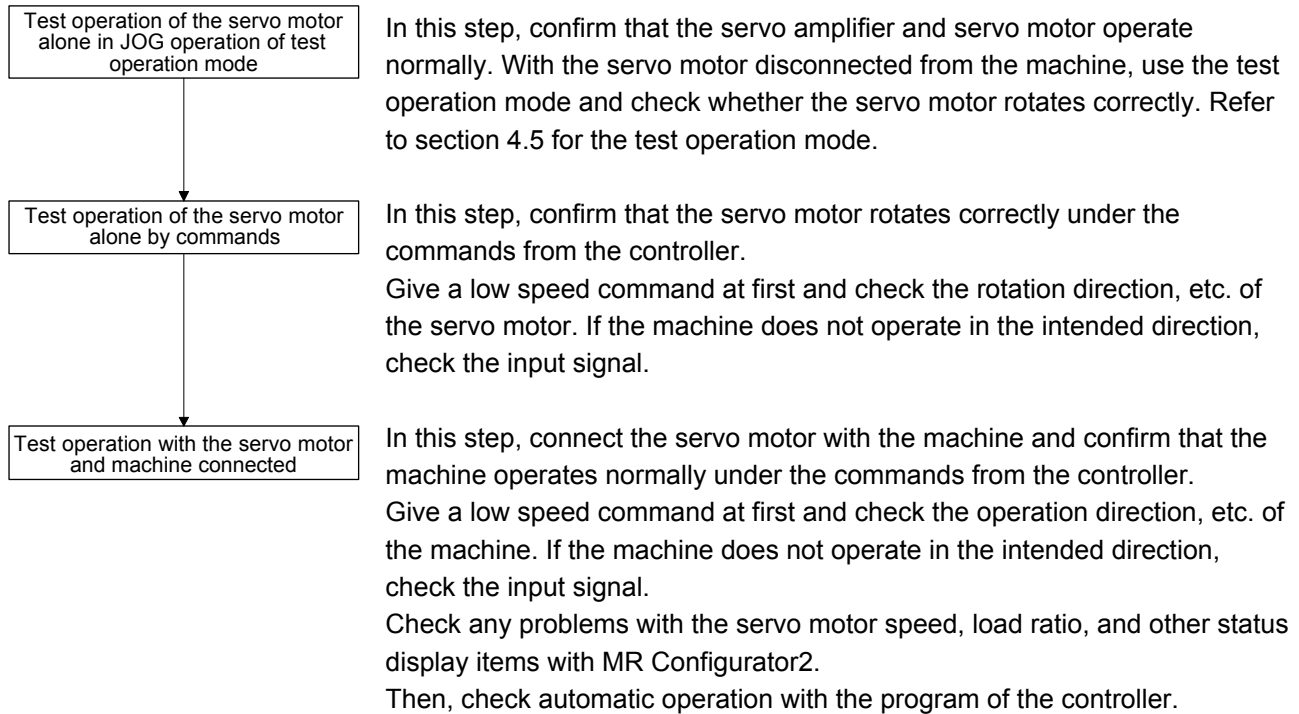 Test operation of the servo motor
alone in JOG operation of test
operation mode
In this step, confirm that the servo amplifier and servo motor operate
normally. With the servo motor disconnected from the machine, use the test
operation mode and check whether the servo motor rotates correctly. Refer
to section 4.5 for the test operation mode.
Test operation of the servo motor
alone by commands
In this step, confirm that the servo motor rotates correctly under the
commands from the controller.
Give a low speed command at first and check the rotation direction, etc. of
the servo motor. If the machine does not operate in the intended direction,
check the input signal.
Test operation with the servo motor
and machine connected
In this step, connect the servo motor with the machine and confirm that the
machine operates normally under the commands from the controller.
Give a low speed command at first and check the operation direction, etc. of
the machine. If the machine does not operate in the intended direction,
check the input signal.
Check any problems with the servo motor speed, load ratio, and other status
display items with MR Configurator2.
Then, check automatic operation with the program of the controller.